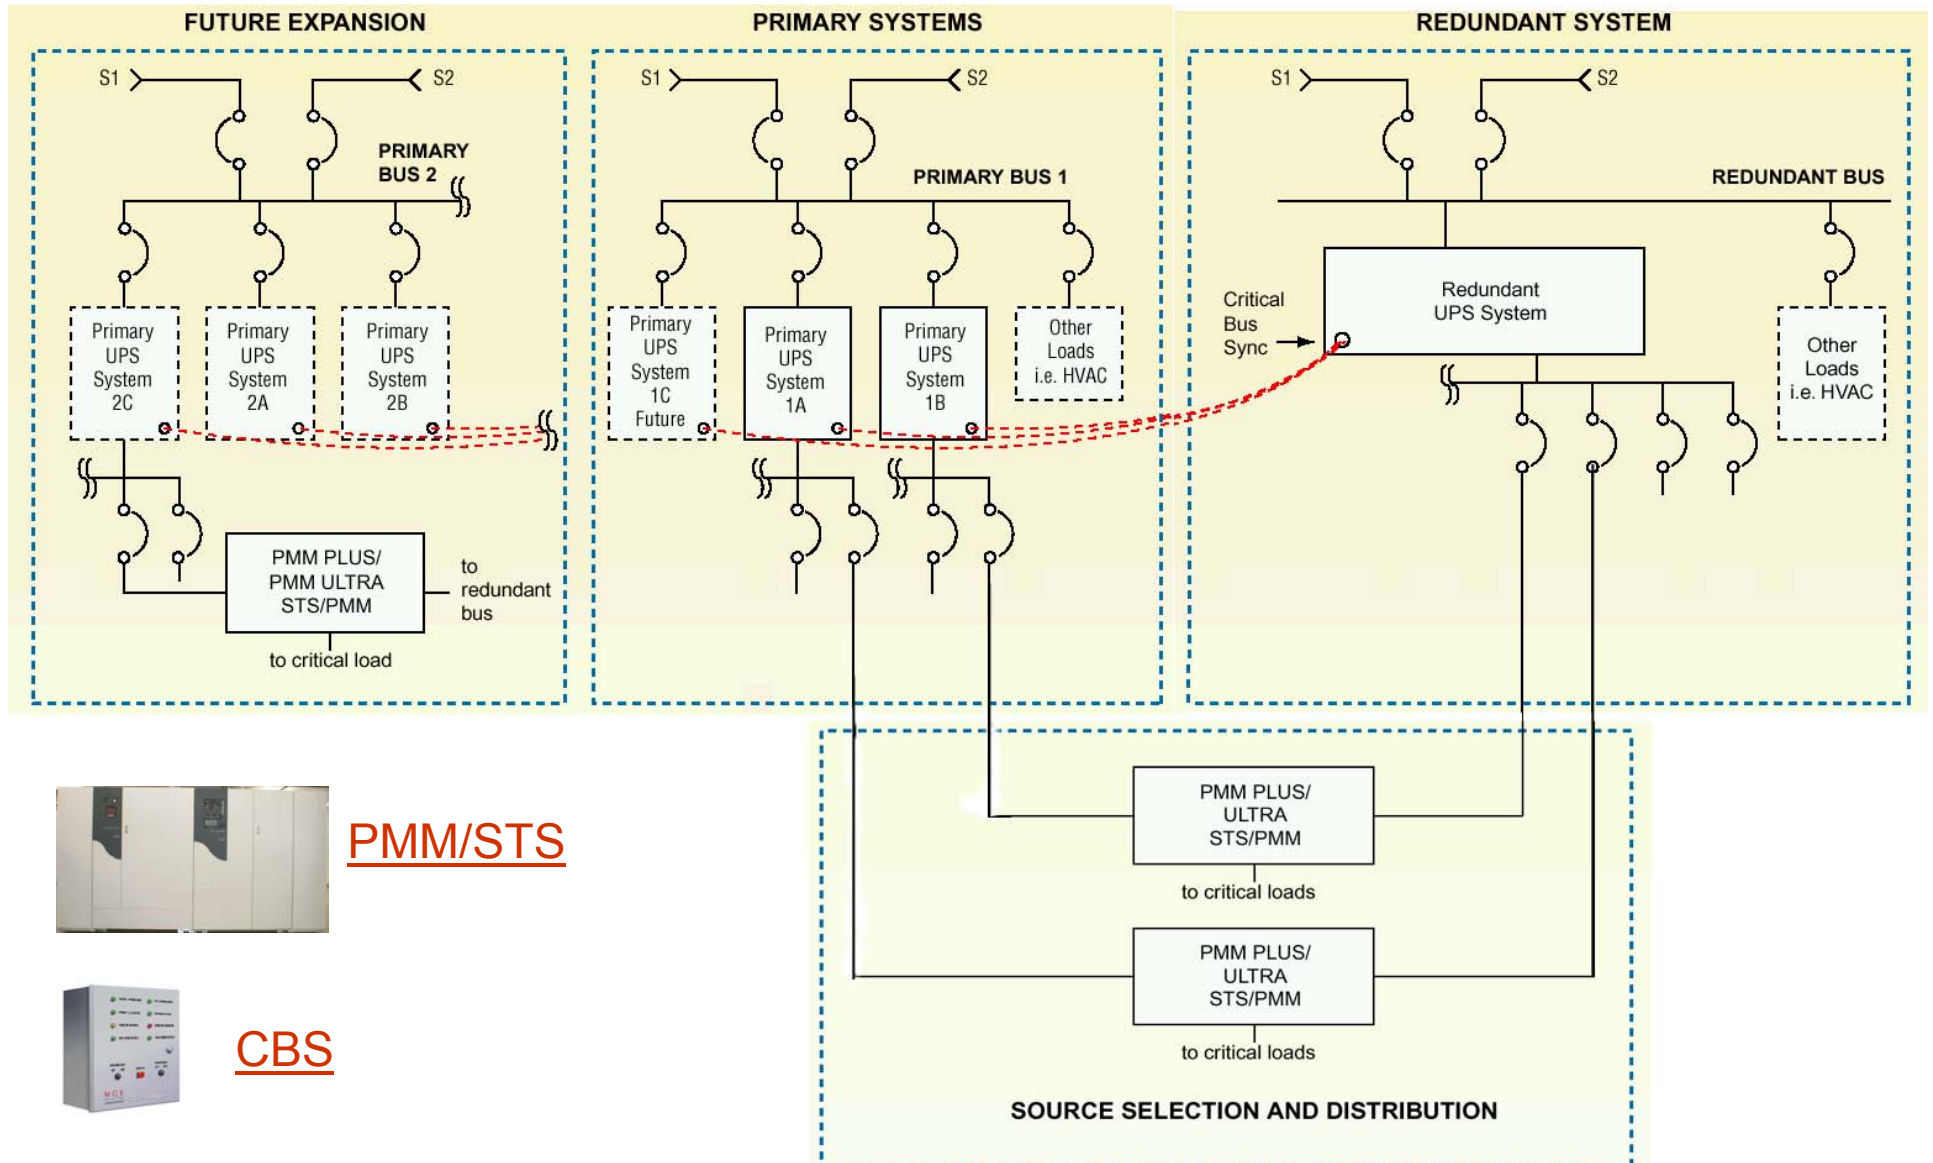 FUTURE EXPANSION
S1
S2
PRIMARY
BUS 2
Primary
UPS
System
2C
Primary
UPS
System
2A
Primary
UPS
System
2B
PMM PLUS/
PMM ULTRA
STS/PMM
to
redundant
bus
to critical load
PRIMARY SYSTEMS
S1
S2
PRIMARY BUS 1
Primary
UPS
System
1C
Future
Primary
UPS
System
1A
Primary
UPS
System
1B
Other
Loads
i.e. HVAC
REDUNDANT SYSTEM
S1
S2
REDUNDANT BUS
Critical
Bus
Sync
Redundant
UPS System
Other
Loads
i.e. HVAC
PMM PLUS/
ULTRA
STS/PMM
to critical loads
PMM PLUS/
ULTRA
STS/PMM
to critical loads
SOURCE SELECTION AND DISTRIBUTION
PMM/STS
CBS
MGE